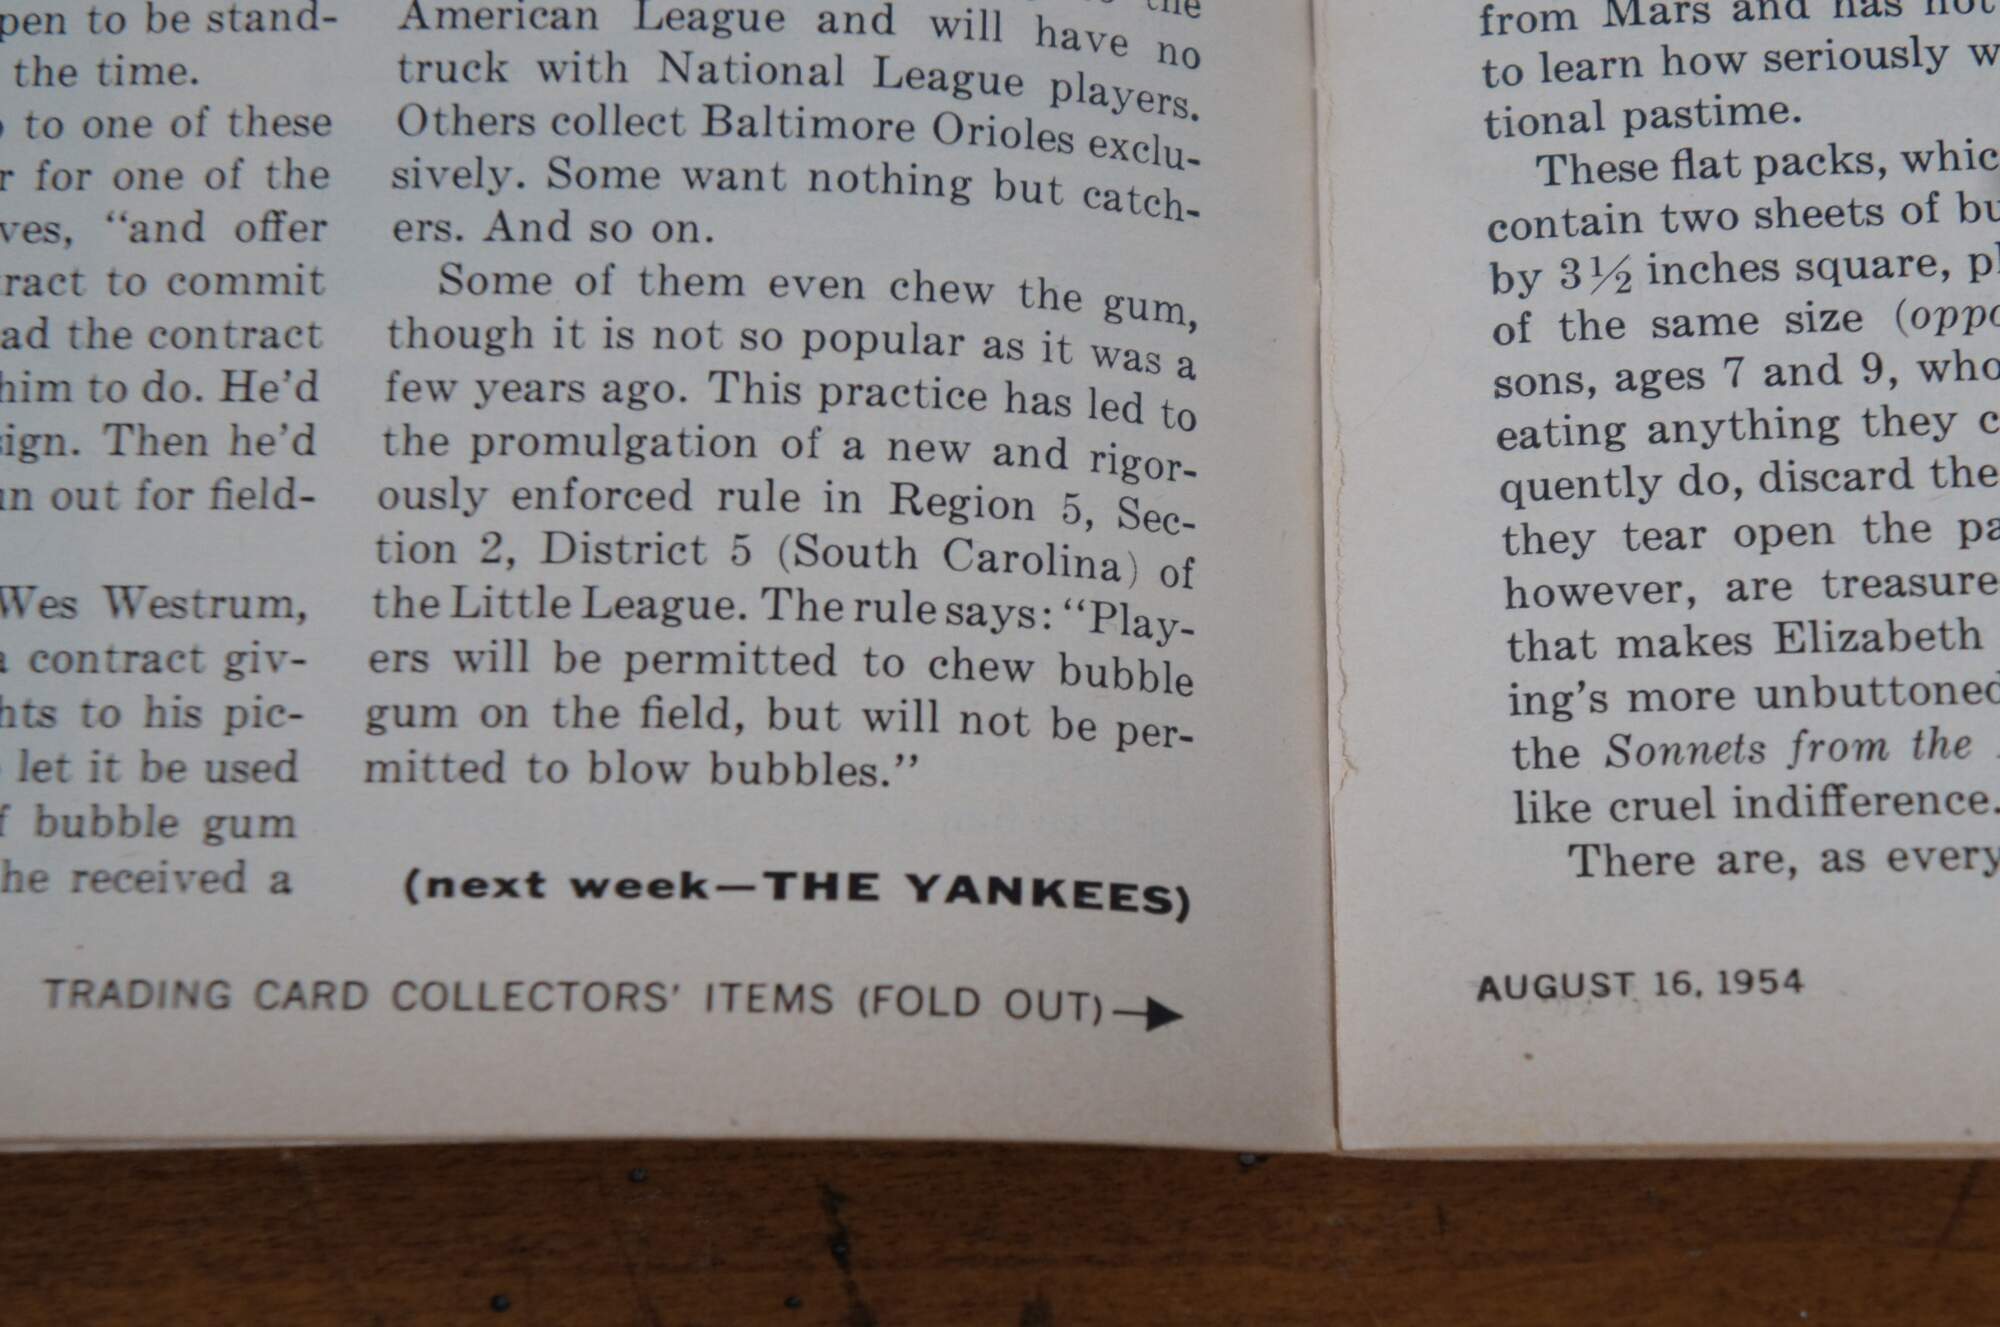 pen to be stand-
the time.
to one of these
for one of the
ves, “and offer
ract to commit
ad the contract
him to do. He’d
sign. Then he’d
out for field-
Wes Westrum,
contract giv-
hts to his pic-
let it be used
bubble gum
he received a
the
American League and will have no
truck with National League players.
Others collect Baltimore Orioles exclu-
sively. Some want nothing but catch-
ers. And so on.
Some of them even chew the gum,
though it is not so popular as it was a
few years ago. This practice has led to
the promulgation of a new and rigor-
ously enforced rule in Region 5, Sec-
tion 2, District 5 (South Carolina) of
the Little League. The rule says: “Play-
ers will be permitted to chew bubble
gum on the field, but will not be per-
mitted to blow bubbles.”
(next week—THE YANKEES)
TRADING CARD COLLECTORS’ ITEMS (FOLD OUT)→
from Mars and has not
to learn how seriously w
tional pastime.
These flat packs, whic
contain two sheets of bu
by 3½ inches square, pl
of the same size (oppo
sons, ages 7 and 9, who
eating anything they c
quently do, discard the
they tear open the pa
however, are treasure
that makes Elizabeth
ing’s more unbuttoned
the Sonnets from the
like cruel indifference.
There are, as every
AUGUST 16, 1954